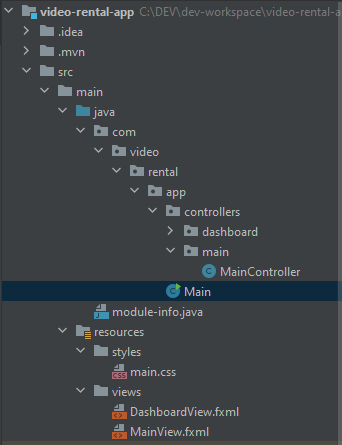 video-rental-app C:\DEV\dev-workspace\video-rental-a
.idea
.mvn
src
main
java
com
video
rental
app
controllers
dashboard
main
MainController
Main
module-info.java
resources
styles
main.css
views
DashboardView.fxml
MainView.fxml